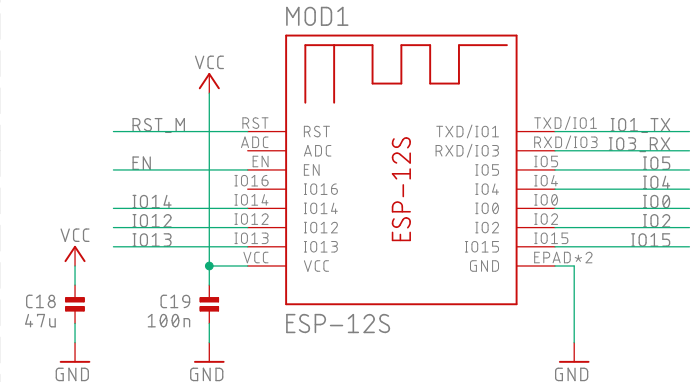 MOD1
VCC
RST_M RST RST TXD/IO1 TXD/IO1 IO1_TX
ADC ADC RXD/IO3 RXD/IO3 IO3_RX
EN EN EN IO5 IO5 IO5
IO16 IO16 IO4 IO4 IO4
IO14 IO14 IO14 IO0 IO0 IO0
IO12 IO12 IO12 IO2 IO2 IO2
IO13 IO13 IO13 IO15 IO15 IO15
VCC VCC GND EPAD*2
ESP-12S
VCC
C18
47u
C19
100n
ESP-12S
GND
GND
GND